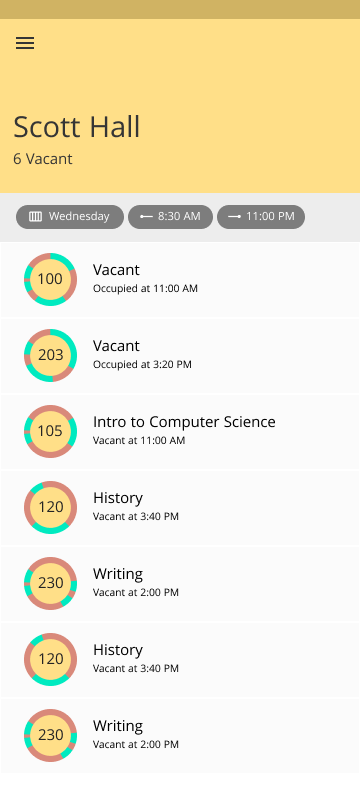 Scott Hall
6 Vacant
Wednesday 8:30 AM 11:00 PM
100 Vacant
Occupied at 11:00 AM
203 Vacant
Occupied at 3:20 PM
105 Intro to Computer Science
Vacant at 11:00 AM
120 History
Vacant at 3:40 PM
230 Writing
Vacant at 2:00 PM
120 History
Vacant at 3:40 PM
230 Writing
Vacant at 2:00 PM